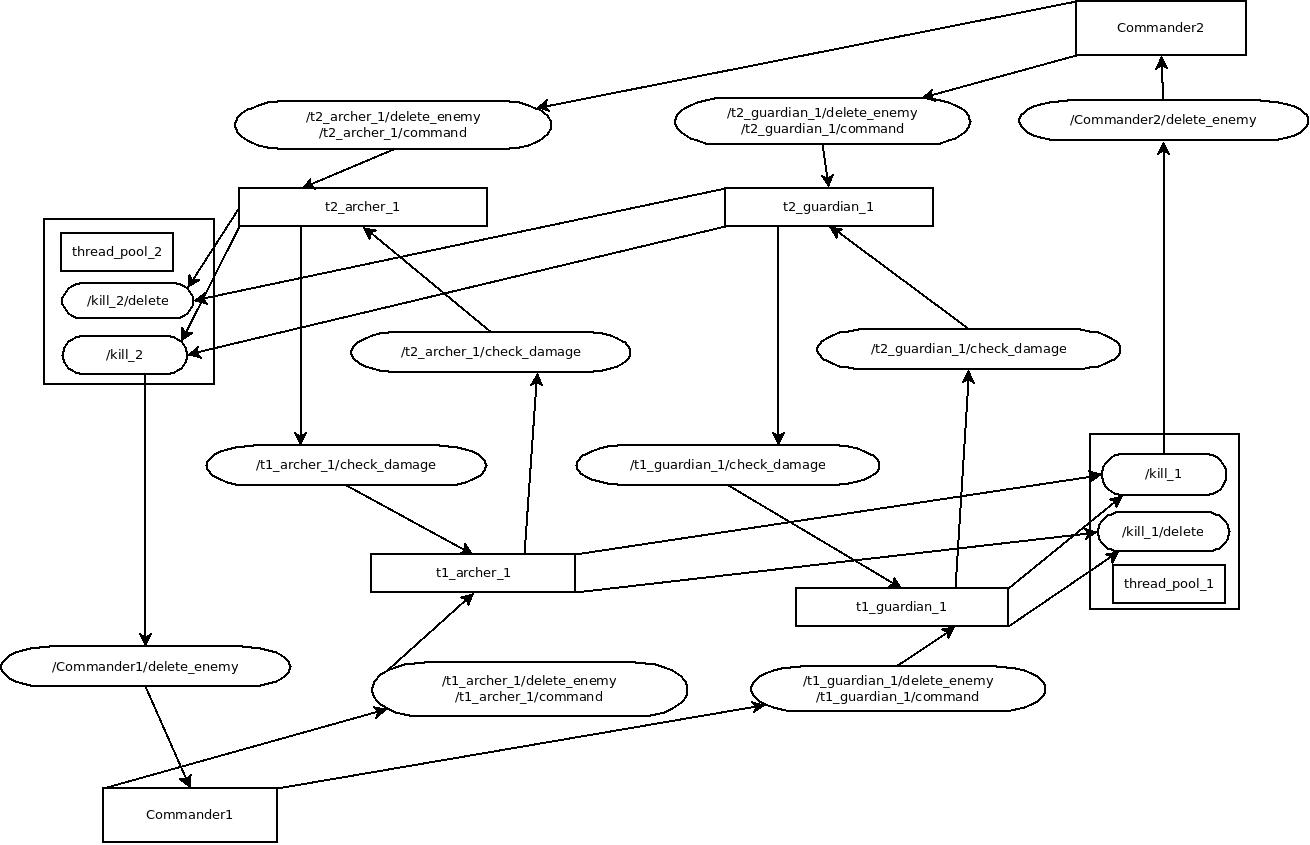 Commander2
/t2_archer_1/delete_enemy
/t2_archer_1/command
/t2_guardian_1/delete_enemy
/t2_guardian_1/command
/Commander2/delete_enemy
t2_archer_1
t2_guardian_1
thread_pool_2
/kill_2/delete
/kill_2
/t2_archer_1/check_damage
/t2_guardian_1/check_damage
/t1_archer_1/check_damage
/t1_guardian_1/check_damage
/kill_1
/kill_1/delete
thread_pool_1
t1_archer_1
t1_guardian_1
/Commander1/delete_enemy
/t1_archer_1/delete_enemy
/t1_archer_1/command
/t1_guardian_1/delete_enemy
/t1_guardian_1/command
Commander1